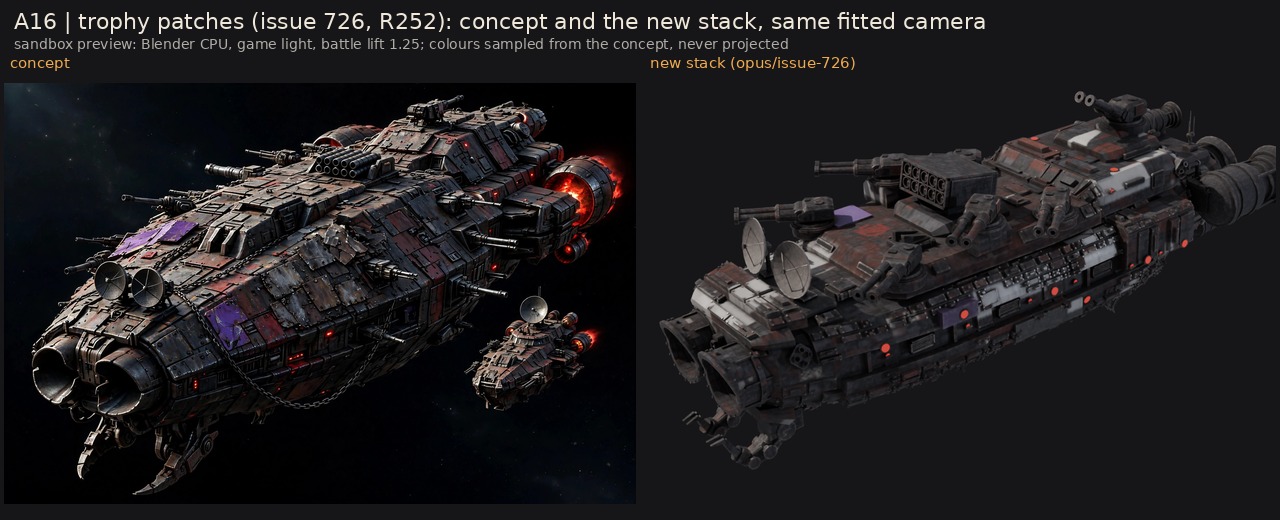 A16 | trophy patches (issue 726, R252): concept and the new stack, same fitted camera
sandbox preview: Blender CPU, game light, battle lift 1.25; colours sampled from the concept, never projected
concept
new stack (opus/issue-726)